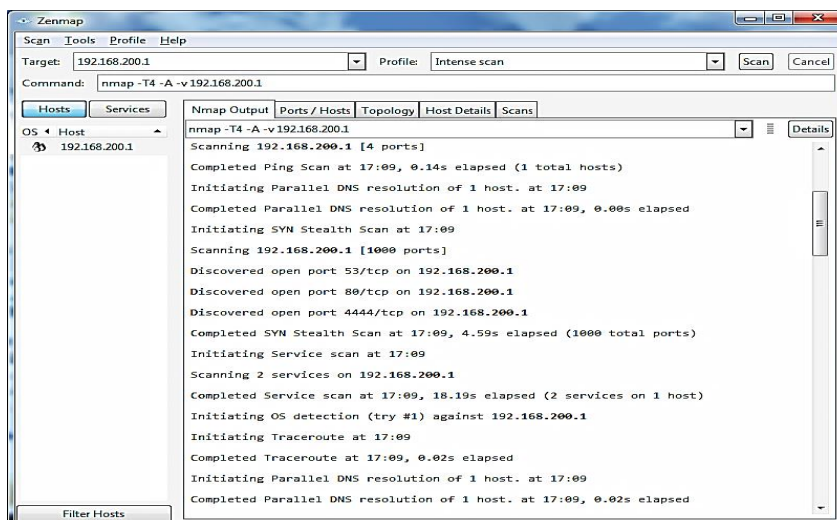 Zenmap
Scan Tools Profile Help
Target: 192.168.200.1 Profile: Intense scan Scan Cancel
Command: nmap -T4 -A -v 192.168.200.1
Hosts Services Nmap Output Ports / Hosts Topology Host Details Scans
OS Host nmap -T4 -A -v 192.168.200.1 Details
192.168.200.1
Scanning 192.168.200.1 [4 ports]
Completed Ping Scan at 17:09, 0.14s elapsed (1 total hosts)
Initiating Parallel DNS resolution of 1 host. at 17:09
Completed Parallel DNS resolution of 1 host. at 17:09, 0.00s elapsed
Initiating SYN Stealth Scan at 17:09
Scanning 192.168.200.1 [1000 ports]
Discovered open port 53/tcp on 192.168.200.1
Discovered open port 80/tcp on 192.168.200.1
Discovered open port 4444/tcp on 192.168.200.1
Completed SYN Stealth Scan at 17:09, 4.59s elapsed (1000 total ports)
Initiating Service scan at 17:09
Scanning 2 services on 192.168.200.1
Completed Service scan at 17:09, 18.19s elapsed (2 services on 1 host)
Initiating OS detection (try #1) against 192.168.200.1
Initiating Traceroute at 17:09
Completed Traceroute at 17:09, 0.02s elapsed
Initiating Parallel DNS resolution of 1 host. at 17:09
Completed Parallel DNS resolution of 1 host. at 17:09, 0.02s elapsed
Filter Hosts